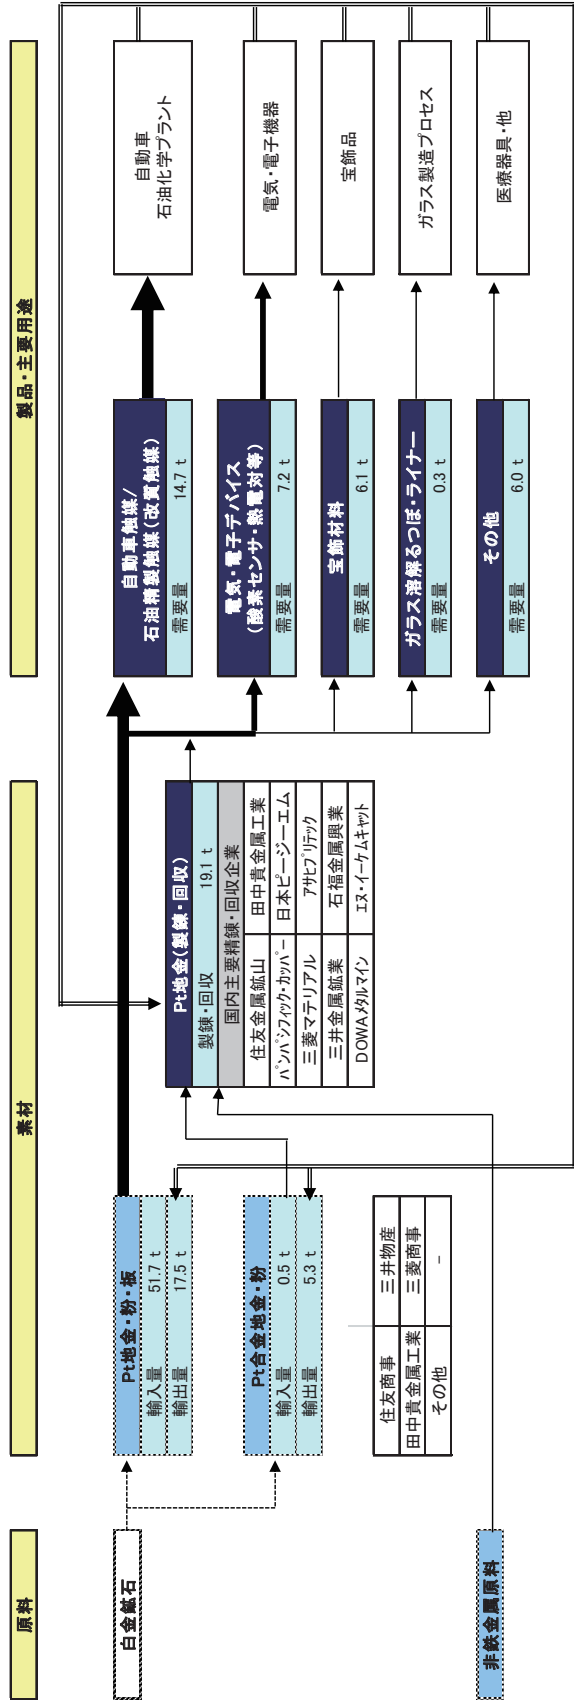 原料
素材
製品・主要用途
白金鉱石
非鉄金属原料
Pt地金・粉・板
輸入量 51.7 t
輸出量 17.5 t
Pt合金地金・粉
輸入量 0.5 t
輸出量 5.3 t
住友商事 三井物産
田中貴金属工業 三菱商事
その他 -
Pt地金(製錬・回収)
製錬・回収 19.1 t
国内主要精錬・回収企業
住友金属鉱山 田中貴金属工業
パンパシフィック・カッパー 日本ピージーエム
三菱マテリアル アサヒプリテック
三井金属鉱業 石福金属興業
DOWAメタルマイン エヌ・イーケムキャット
自動車触媒/
石油精製触媒(改質触媒)
需要量 14.7 t
電気・電子デバイス
(酸素センサ・熱電対等)
需要量 7.2 t
宝飾材料
需要量 6.1 t
ガラス溶解るつぼ・ライナー
需要量 0.3 t
その他
需要量 6.0 t
自動車
石油化学プラント
電気・電子機器
宝飾品
ガラス製造プロセス
医療器具・他